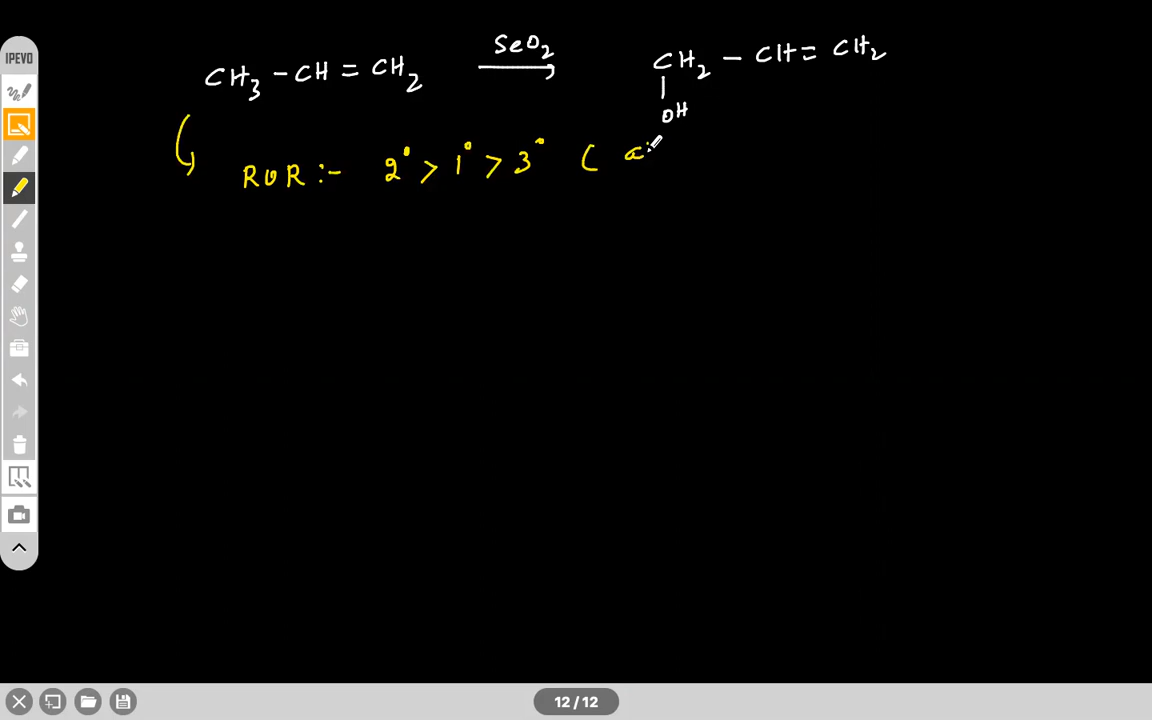 IPEVO
CH3 – CH = CH2 SeO2 → CH2 – CH = CH2
|
OH
ROR :- 2° > 1° > 3° ( a
12 / 12